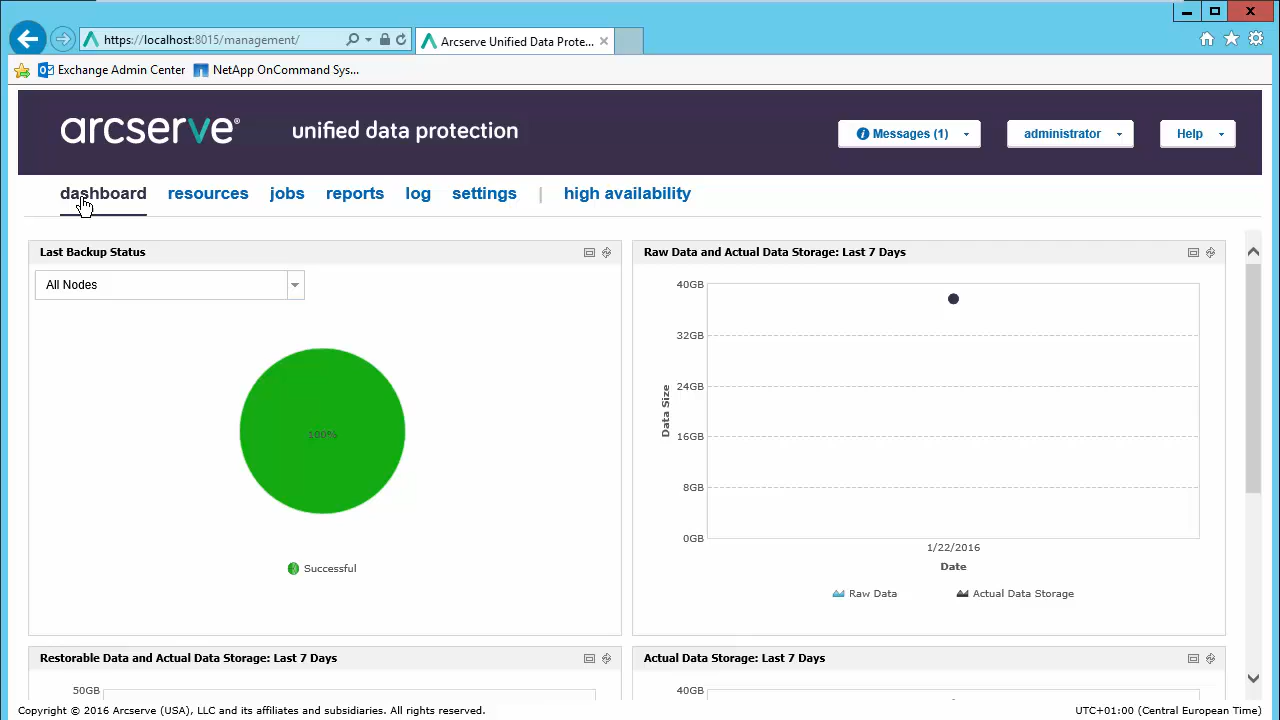 https://localhost:8015/management/
Arcserve Unified Data Prote...
Exchange Admin Center
NetApp OnCommand Sys...
arcserve®
unified data protection
Messages (1)
administrator
Help
dashboard
resources
jobs
reports
log
settings
|
high availability
Last Backup Status
All Nodes
100%
Successful
Raw Data and Actual Data Storage: Last 7 Days
40GB
32GB
24GB
16GB
8GB
0GB
Data Size
1/22/2016
Date
Raw Data
Actual Data Storage
Restorable Data and Actual Data Storage: Last 7 Days
50GB
Actual Data Storage: Last 7 Days
40GB
Copyright © 2016 Arcserve (USA), LLC and its affiliates and subsidiaries. All rights reserved.
UTC+01:00 (Central European Time)